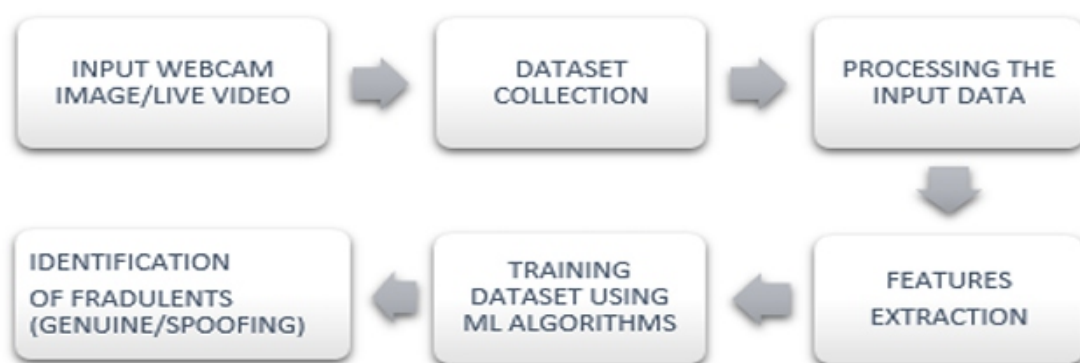 INPUT WEBCAM
IMAGE/LIVE VIDEO
DATASET
COLLECTION
PROCESSING THE
INPUT DATA
FEATURES
EXTRACTION
TRAINING
DATASET USING
ML ALGORITHMS
IDENTIFICATION
OF FRADULENTS
(GENUINE/SPOOFING)